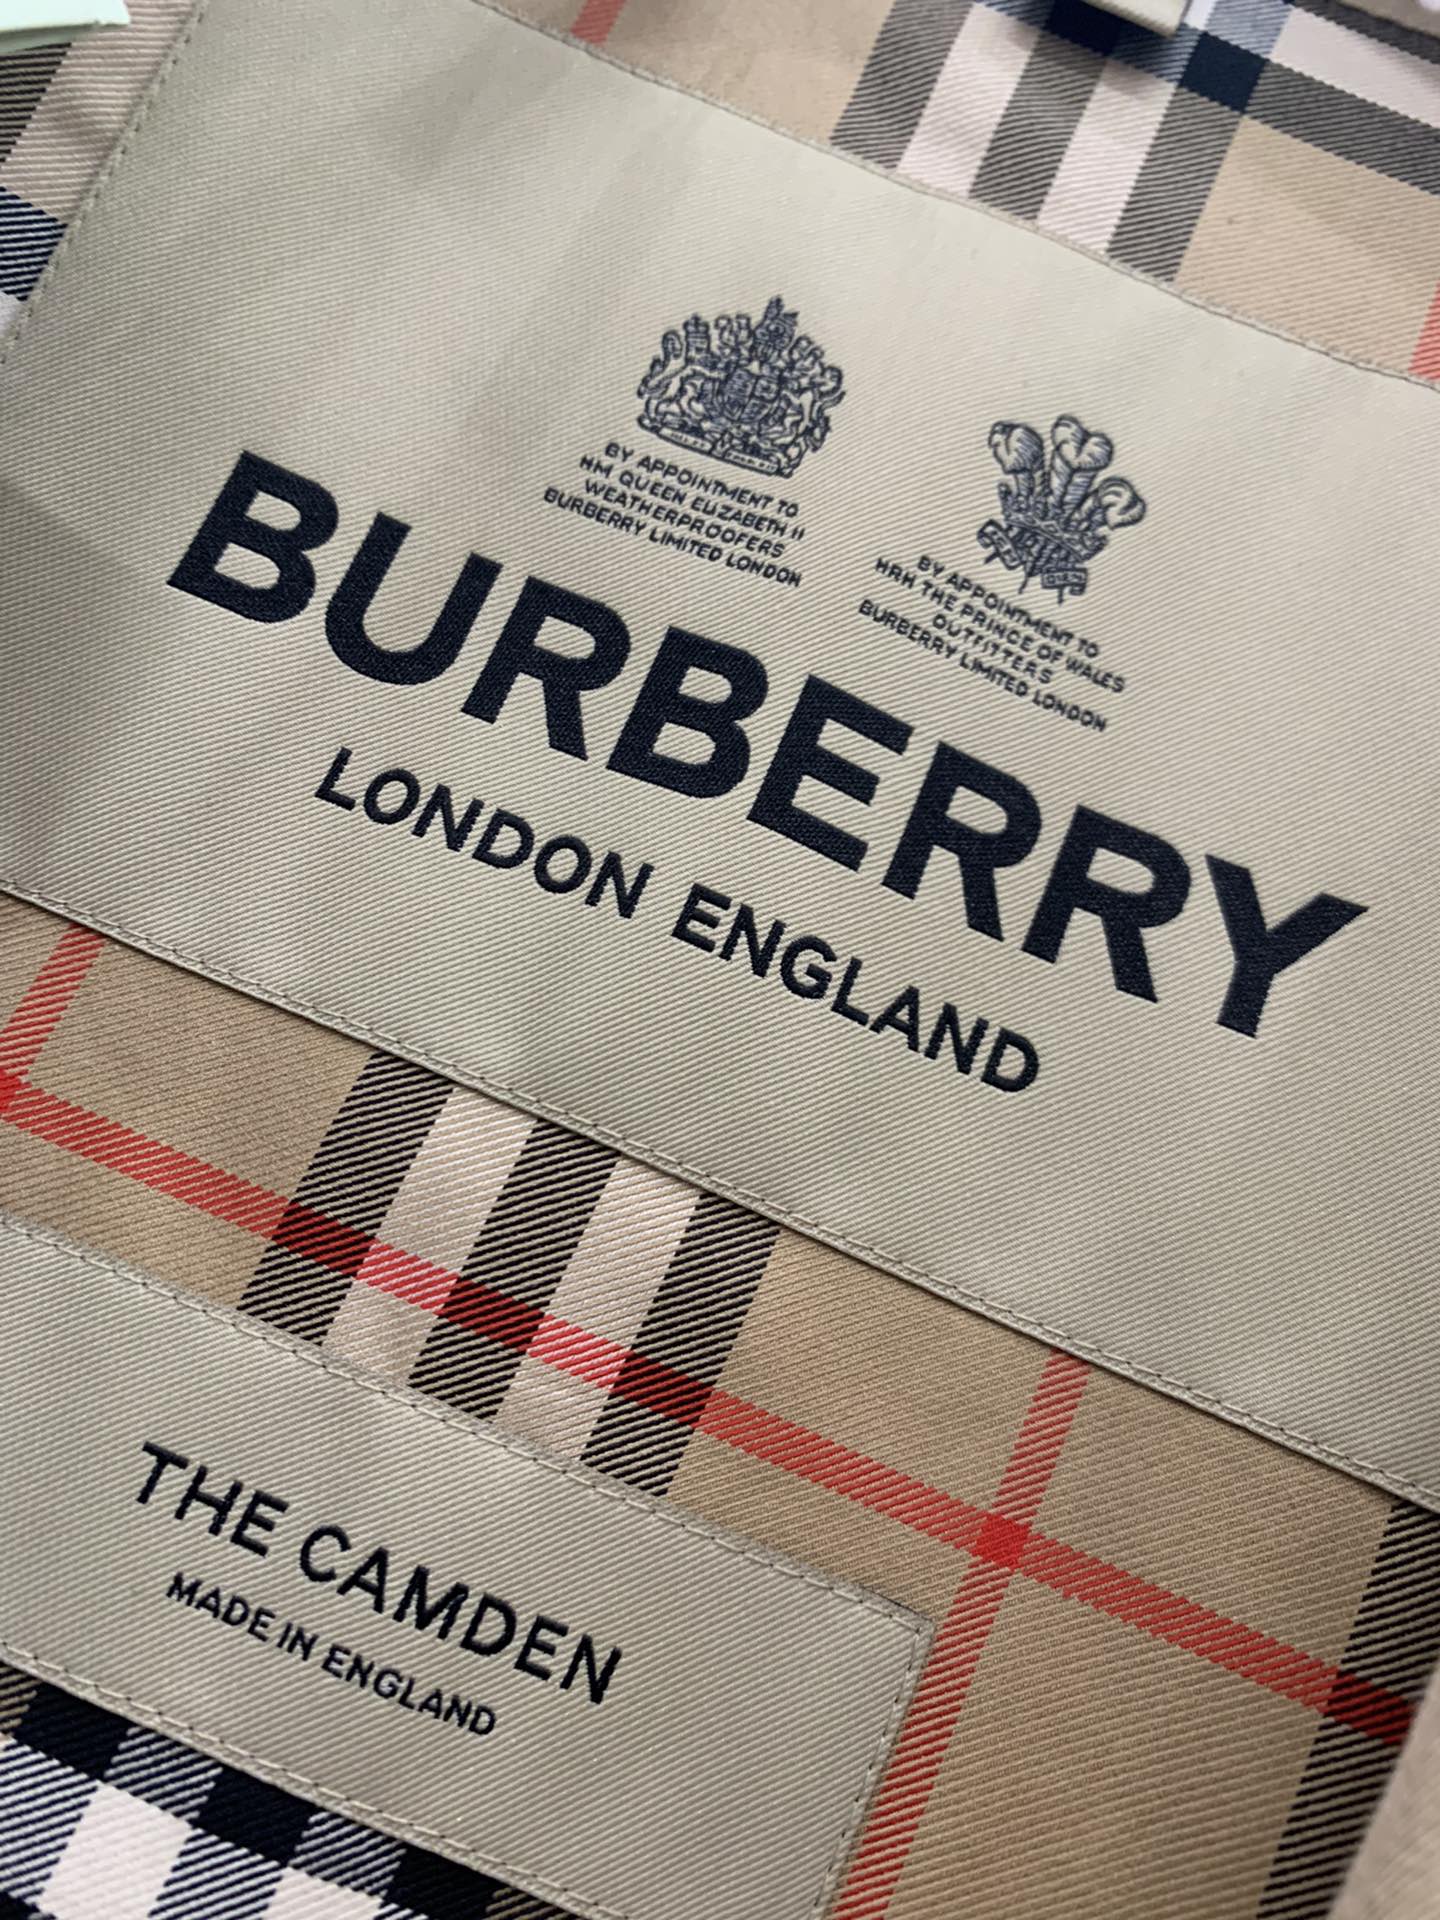 BY APPOINTMENT TO
HM QUEEN ELIZABETH II
WEATHERPROOFERS
BURBERRY LIMITED LONDON
BY APPOINTMENT TO
HRH THE PRINCE OF WALES
OUTFITTERS
BURBERRY LIMITED LONDON
BURBERRY
LONDON ENGLAND
THE CAMDEN
MADE IN ENGLAND